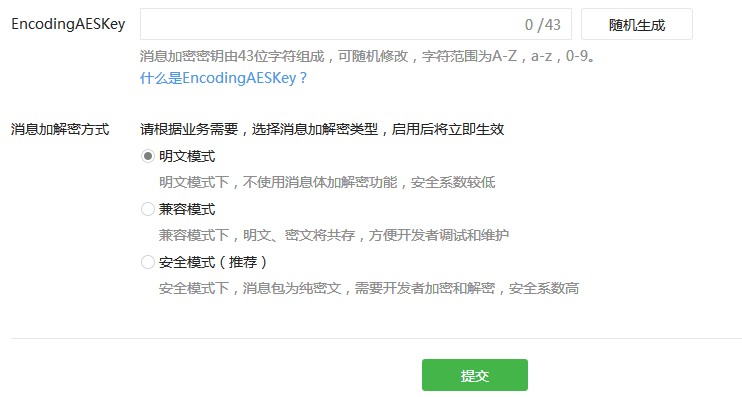 EncodingAESKey 0 /43 随机生成
消息加密密钥由43位字符组成，可随机修改，字符范围为A-Z，a-z，0-9。
什么是EncodingAESKey？
消息加解密方式 请根据业务需要，选择消息加解密类型，启用后将立即生效
明文模式
明文模式下，不使用消息体加解密功能，安全系数较低
兼容模式
兼容模式下，明文、密文将共存，方便开发者调试和维护
安全模式（推荐）
安全模式下，消息包为纯密文，需要开发者加密和解密，安全系数高
提交